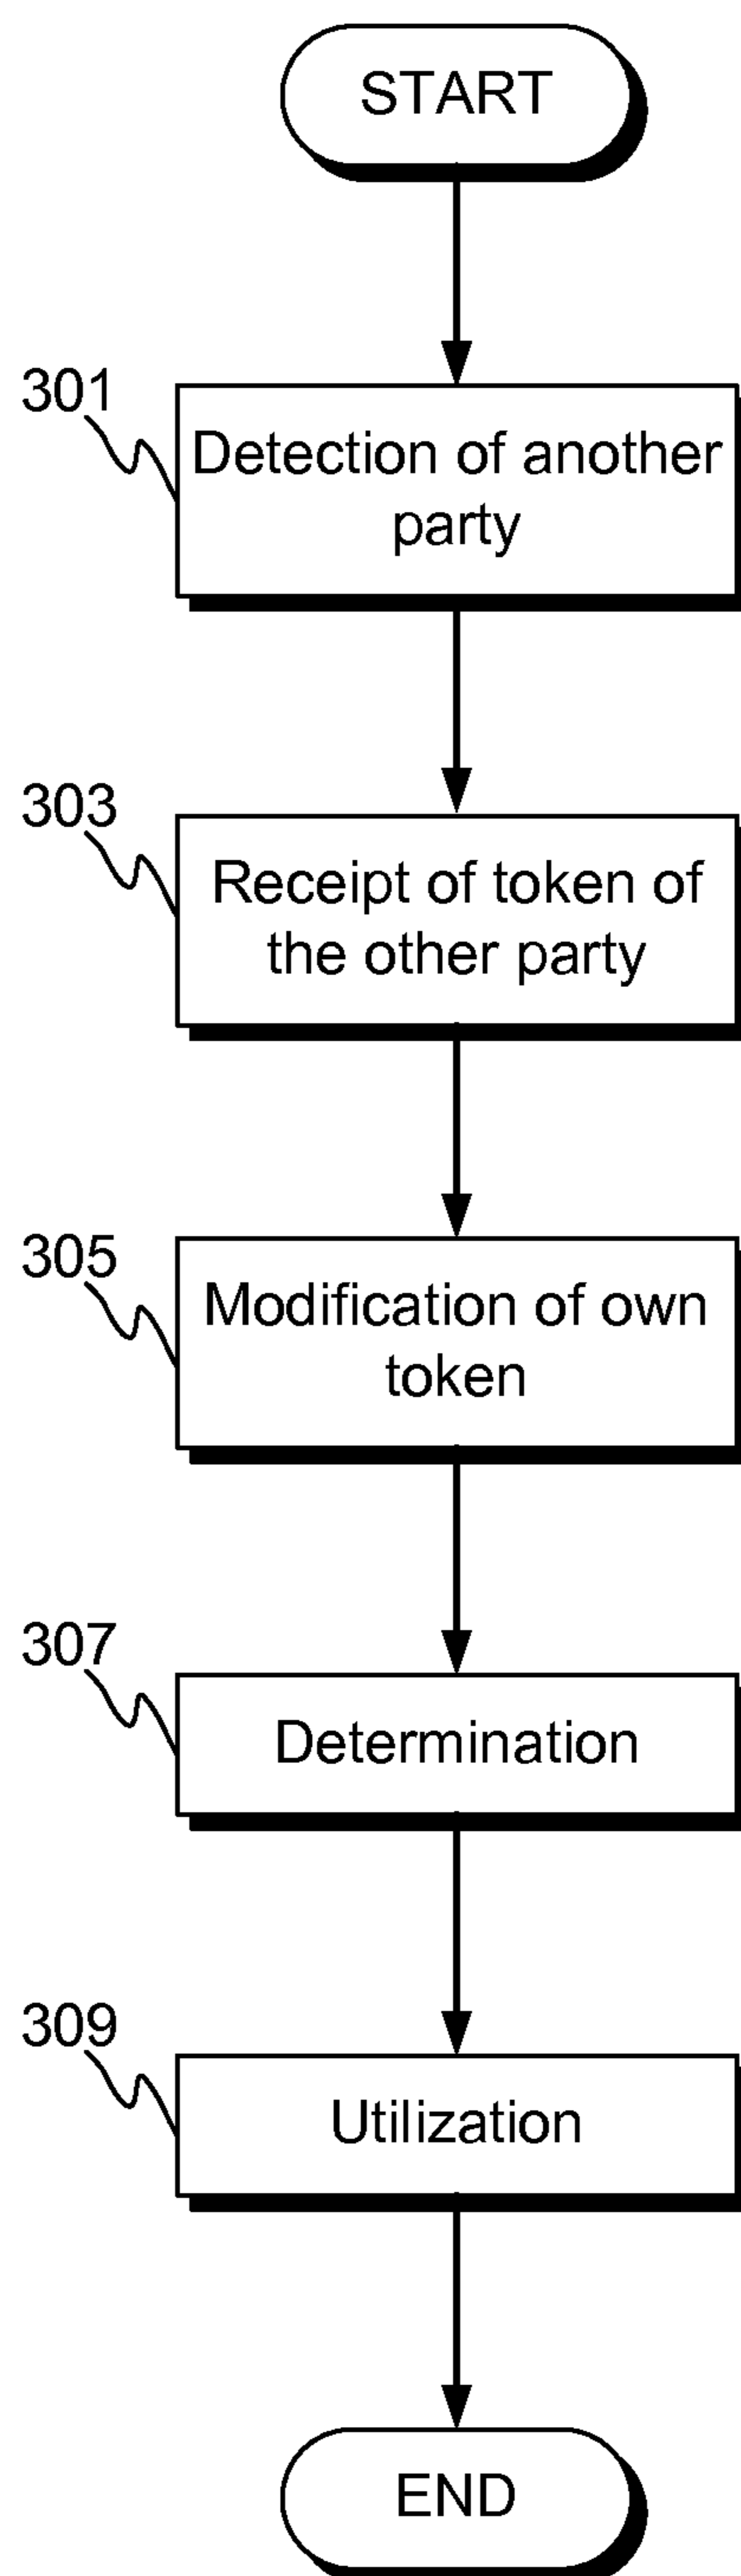 START
301
Detection of another
party
303
Receipt of token of
the other party
305
Modification of own
token
307
Determination
309
Utilization
END